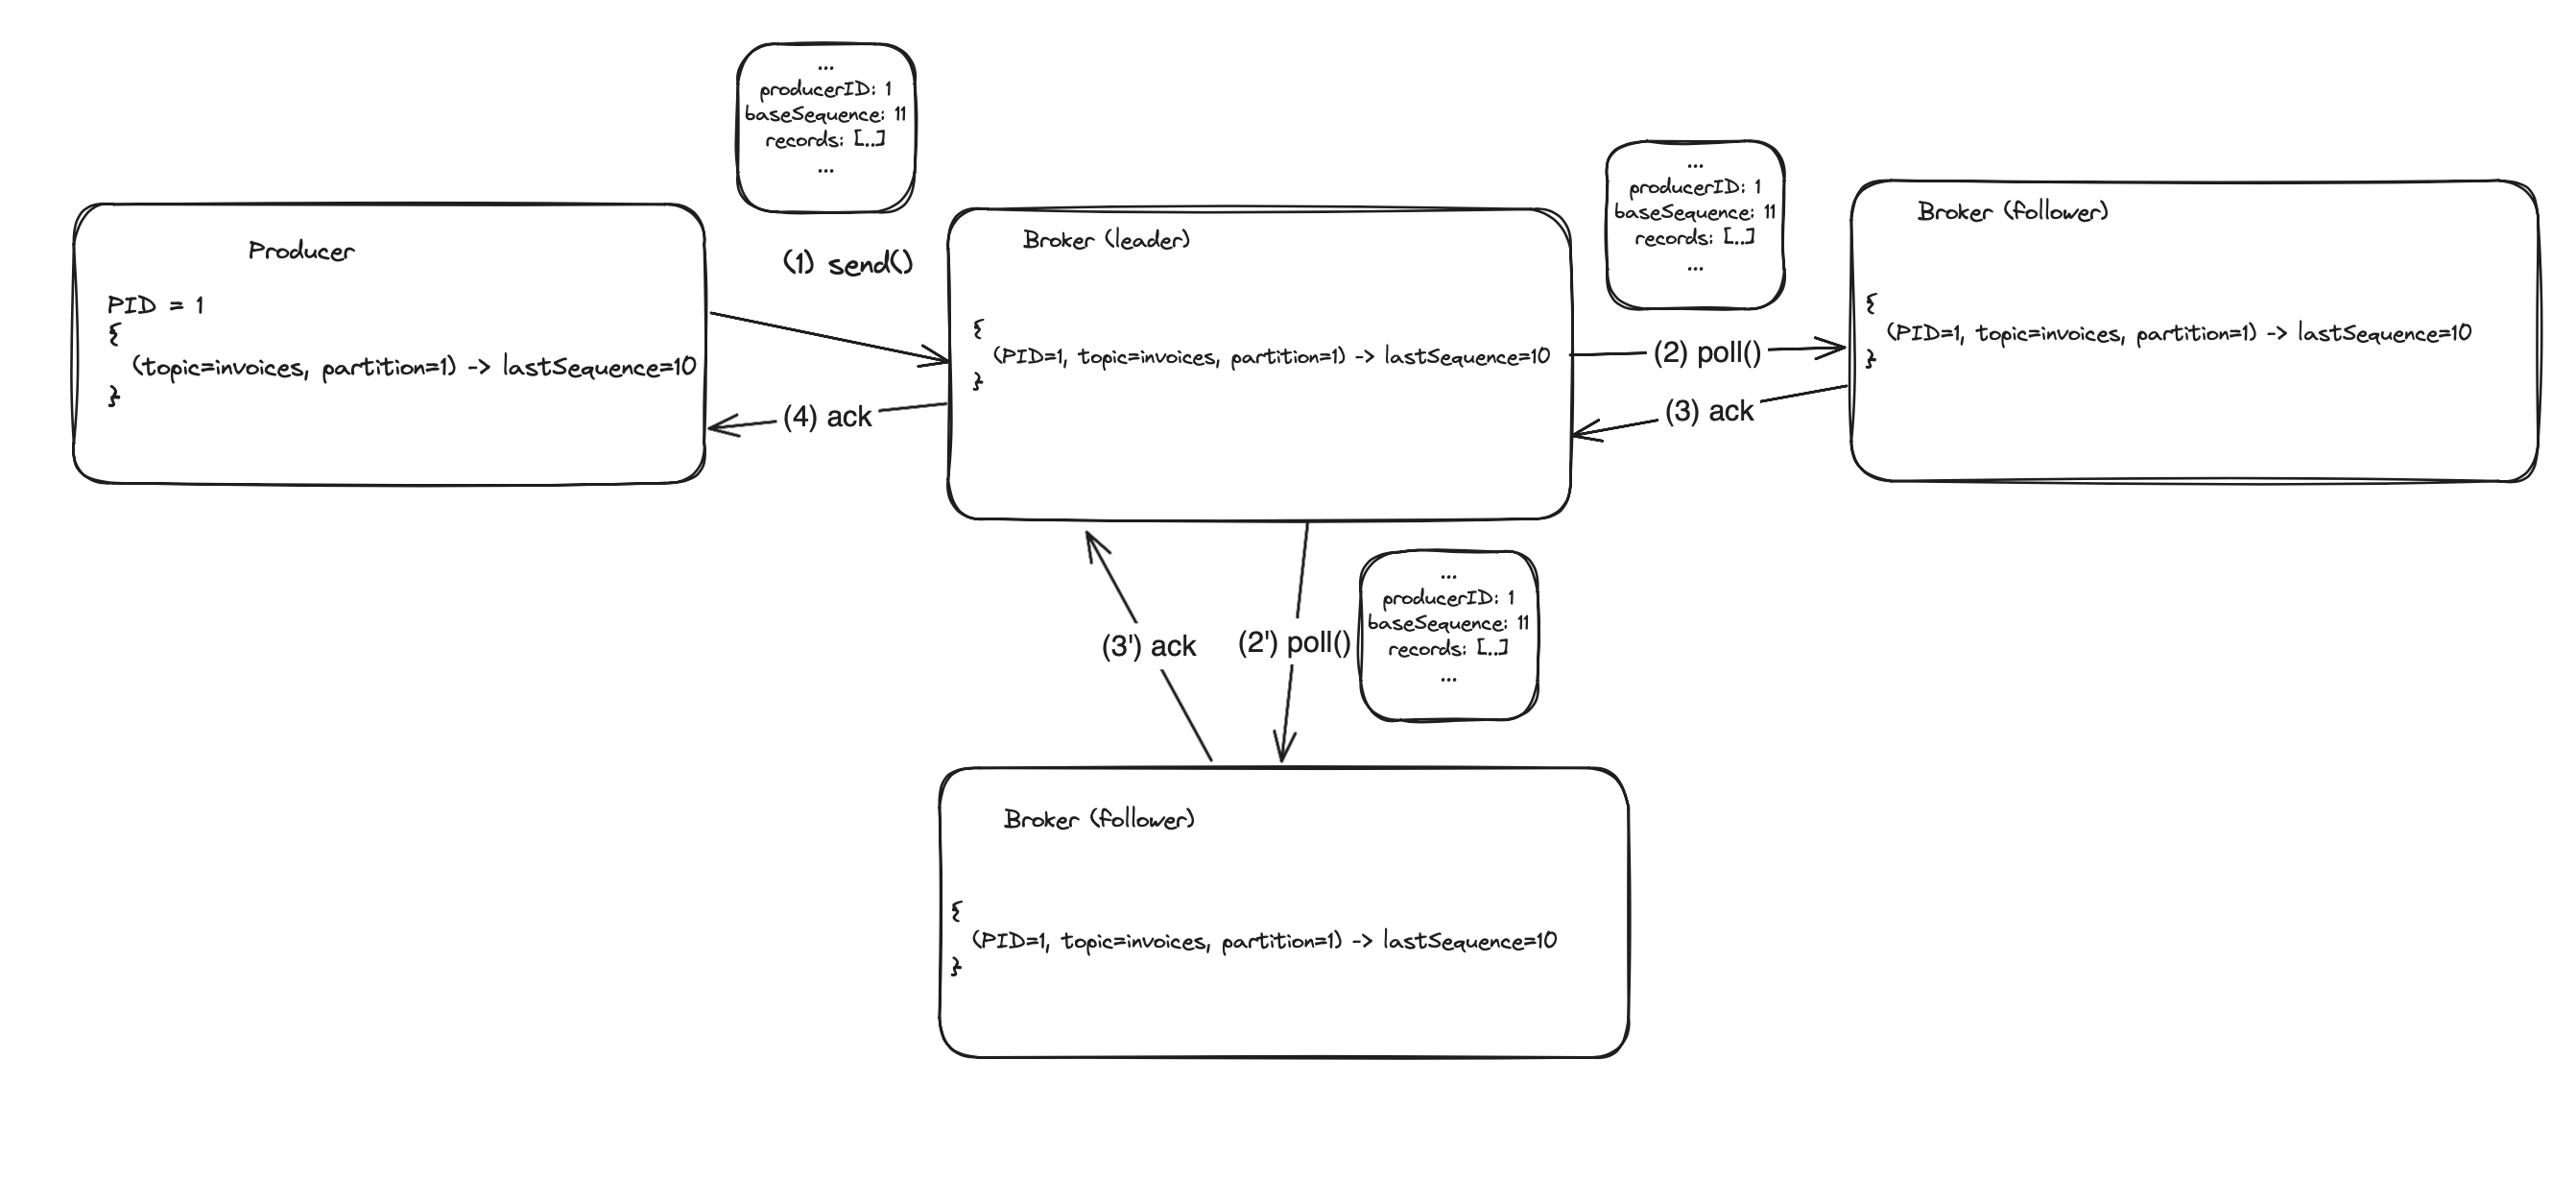 ...
producerID: 1
baseSequence: 11
records: [...]
...
(1) send()
Producer
PID = 1
{
(topic=invoices, partition=1) -> lastSequence=10
}
(4) ack
Broker (leader)
{
(PID=1, topic=invoices, partition=1) -> lastSequence=10
}
...
producerID: 1
baseSequence: 11
records: [...]
...
(2) poll()
(3) ack
Broker (follower)
{
(PID=1, topic=invoices, partition=1) -> lastSequence=10
}
(3') ack
(2') poll()
...
producerID: 1
baseSequence: 11
records: [...]
...
Broker (follower)
{
(PID=1, topic=invoices, partition=1) -> lastSequence=10
}